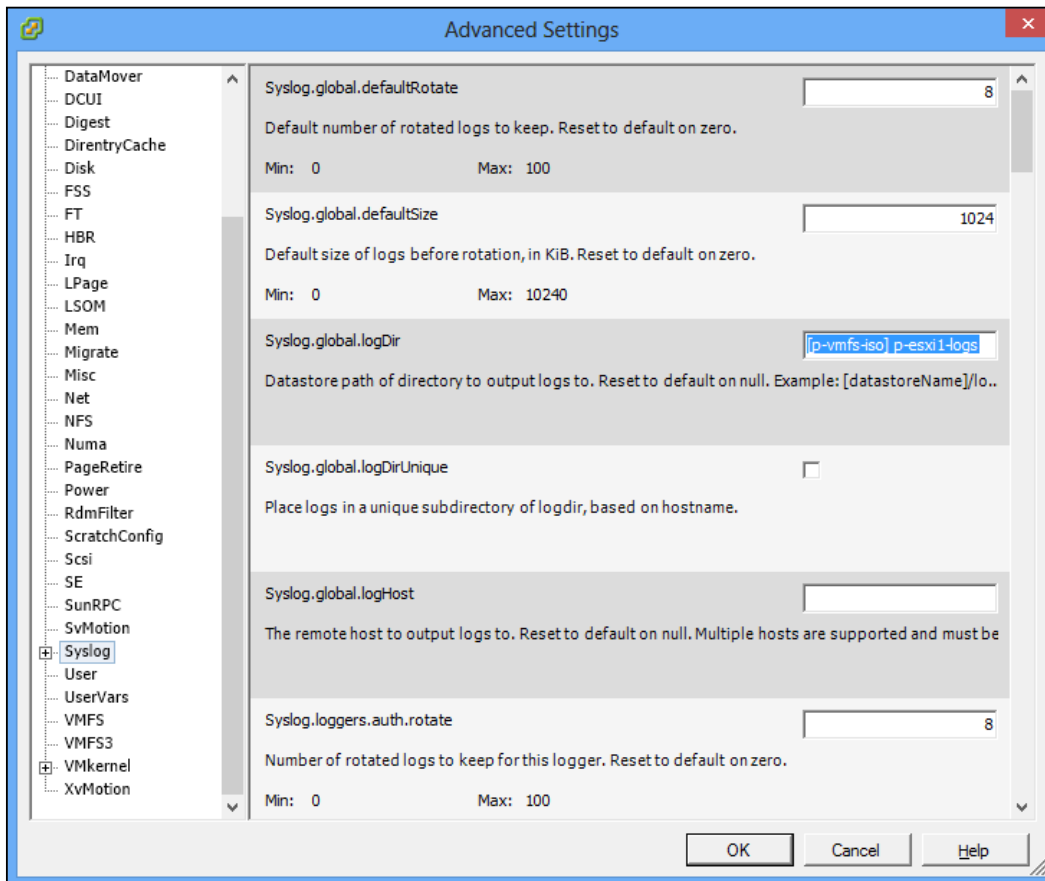 Advanced Settings
DataMover
DCUI
Digest
DirentryCache
Disk
FSS
FT
HBR
Irq
LPage
LSOM
Mem
Migrate
Misc
Net
NFS
Numa
PageRetire
Power
RdmFilter
ScratchConfig
Scsi
SE
SunRPC
SvMotion
Syslog
User
UserVars
VMFS
VMFS3
VMkernel
XvMotion
Syslog.global.defaultRotate 8
Default number of rotated logs to keep. Reset to default on zero.
Min: 0 Max: 100
Syslog.global.defaultSize 1024
Default size of logs before rotation, in KiB. Reset to default on zero.
Min: 0 Max: 10240
Syslog.global.logDir [p-vmfs-iso] p-esxi1-logs
Datastore path of directory to output logs to. Reset to default on null. Example: [datastoreName]/lo..
Syslog.global.logDirUnique
Place logs in a unique subdirectory of logdir, based on hostname.
Syslog.global.logHost
The remote host to output logs to. Reset to default on null. Multiple hosts are supported and must be
Syslog.loggers.auth.rotate 8
Number of rotated logs to keep for this logger. Reset to default on zero.
Min: 0 Max: 100
OK Cancel Help